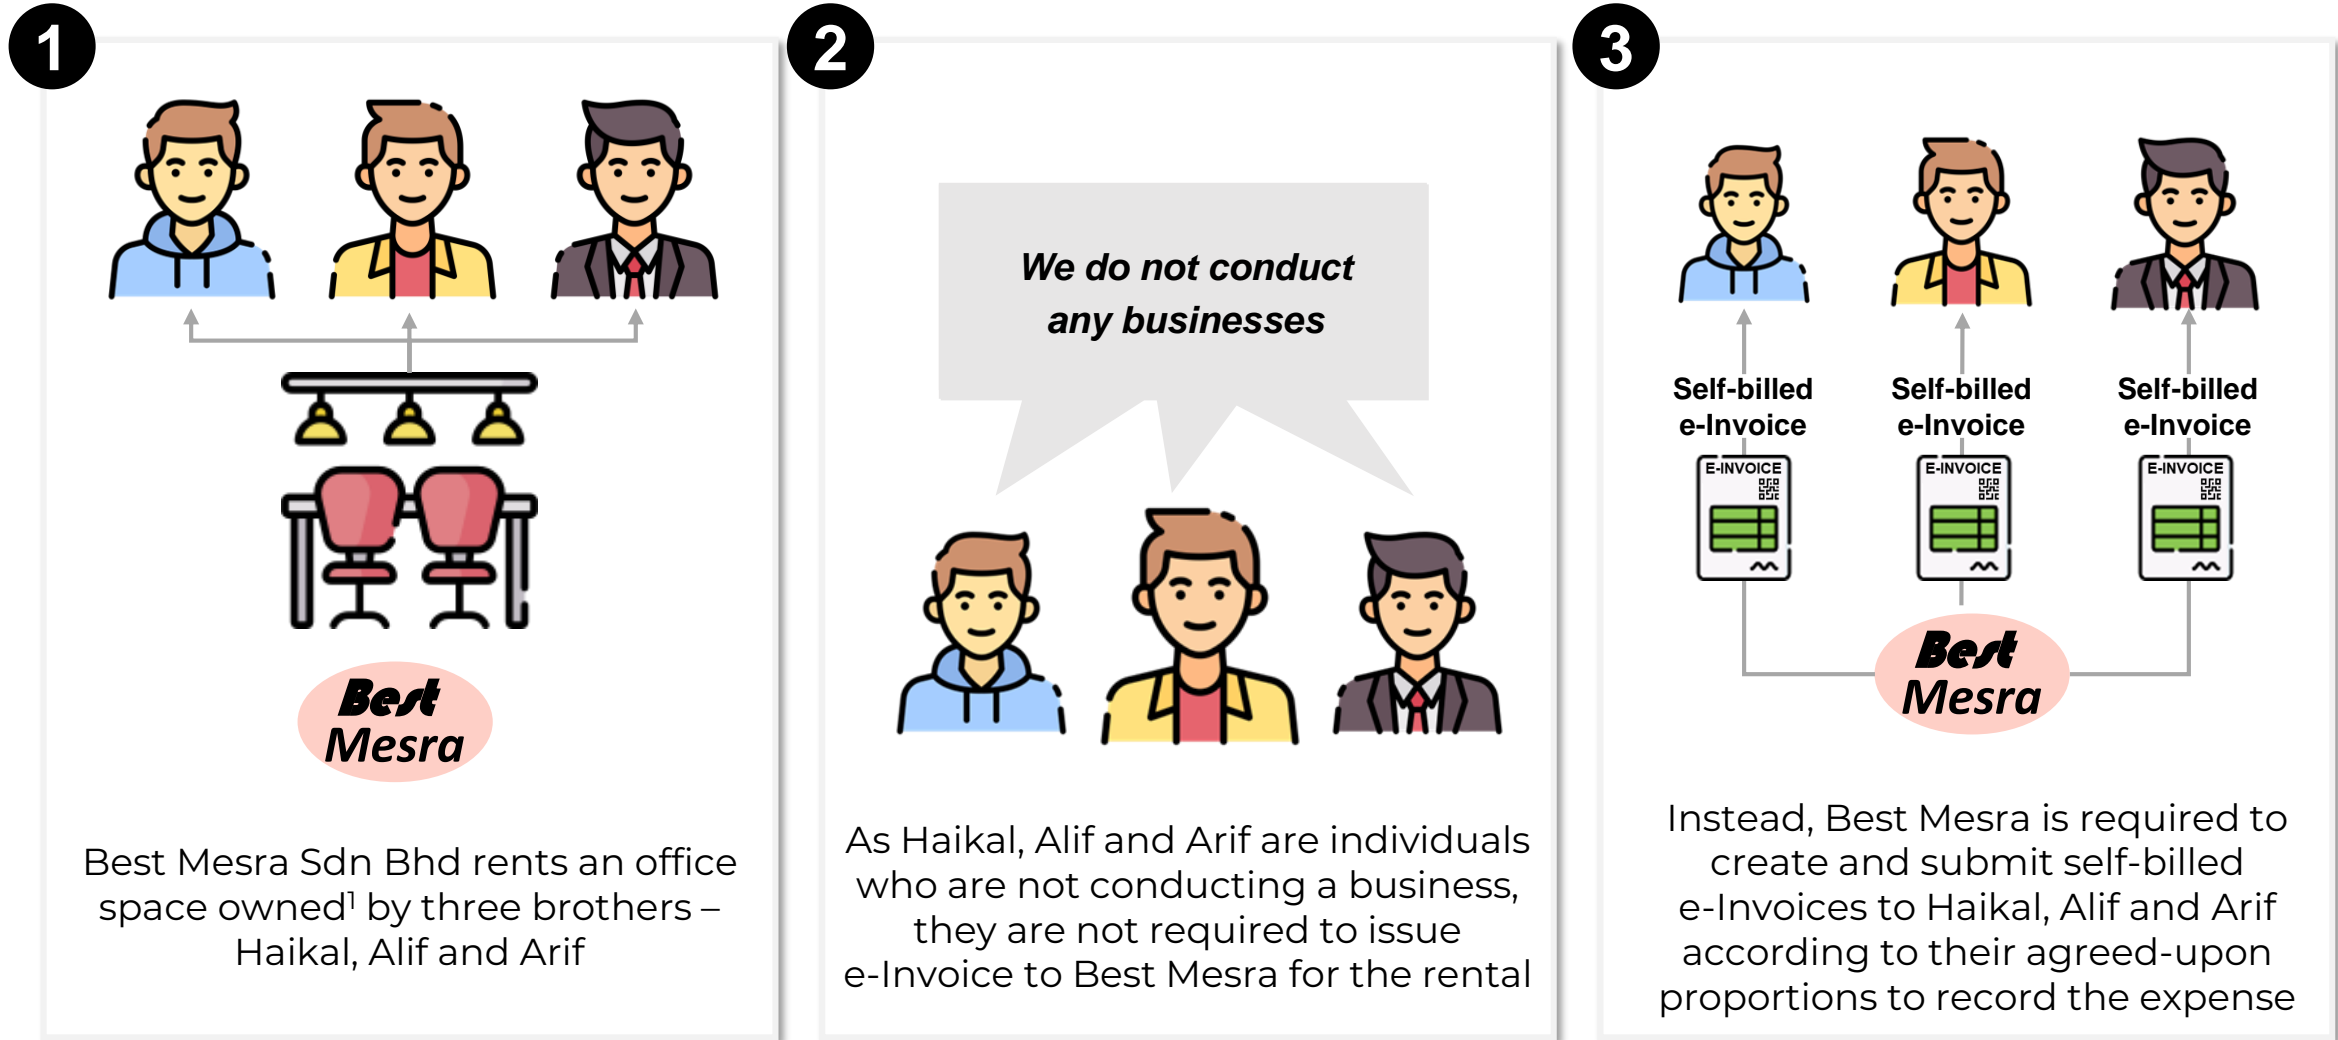 1
Best
Mesra
Best Mesra Sdn Bhd rents an office
space owned¹ by three brothers –
Haikal, Alif and Arif
2
We do not conduct
any businesses
As Haikal, Alif and Arif are individuals
who are not conducting a business,
they are not required to issue
e-Invoice to Best Mesra for the rental
3
Self-billed
e-Invoice
E-INVOICE
Self-billed
e-Invoice
E-INVOICE
Self-billed
e-Invoice
E-INVOICE
Best
Mesra
Instead, Best Mesra is required to
create and submit self-billed
e-Invoices to Haikal, Alif and Arif
according to their agreed-upon
proportions to record the expense